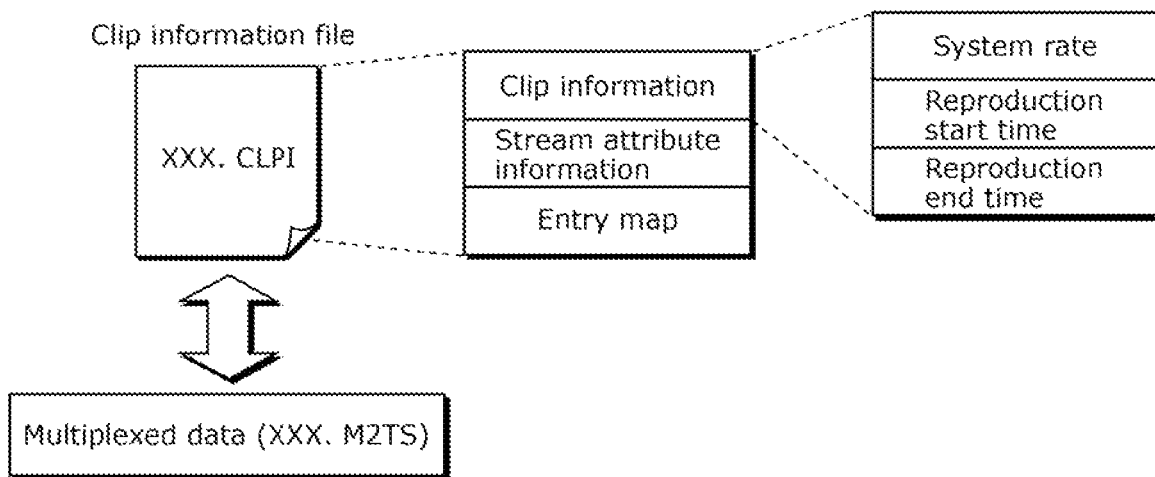 Clip information file
XXX. CLPI
Clip information
Stream attribute
information
Entry map
System rate
Reproduction
start time
Reproduction
end time
Multiplexed data (XXX. M2TS)